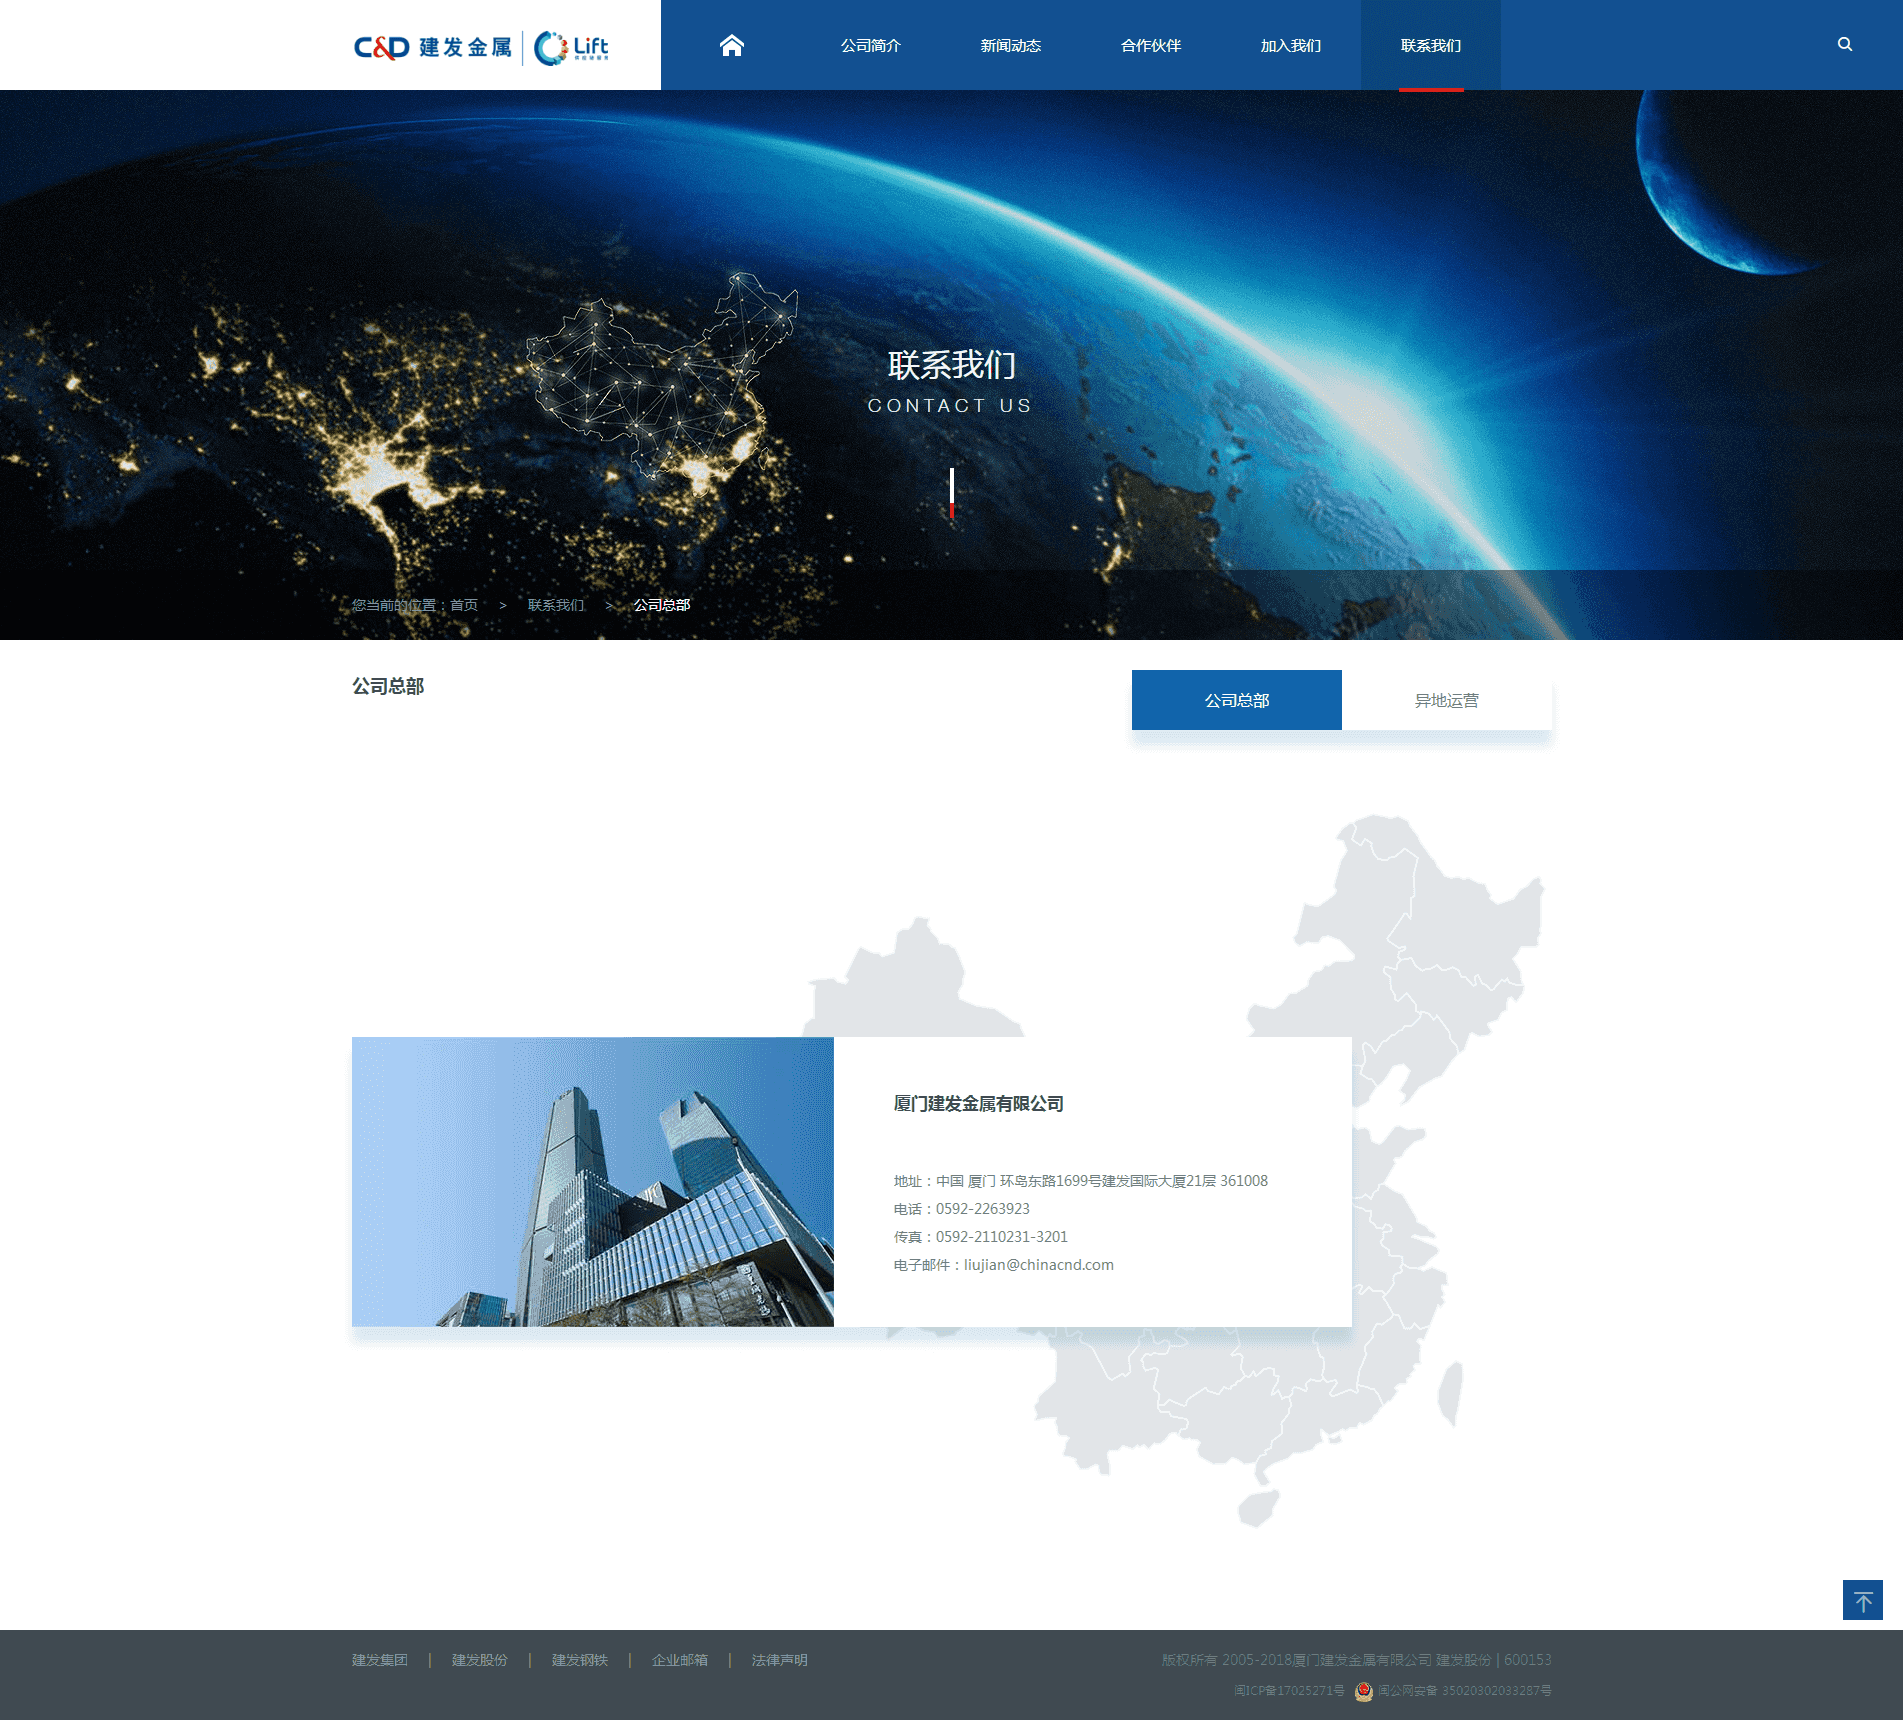 C&D 建发金属 Lift
公司简介 新闻动态 合作伙伴 加入我们 联系我们
联系我们
CONTACT US
您当前的位置：首页 > 联系我们 > 公司总部
公司总部
公司总部 异地运营
厦门建发金属有限公司
地址：中国 厦门 环岛东路1699号建发国际大厦21层 361008
电话：0592-2263923
传真：0592-2110231-3201
电子邮件：liujian@chinacnd.com
建发集团 | 建发股份 | 建发钢铁 | 企业邮箱 | 法律声明
版权所有 2005-2018厦门建发金属有限公司 建发股份 | 600153
闽ICP备17025271号 闽公网安备 35020302033287号